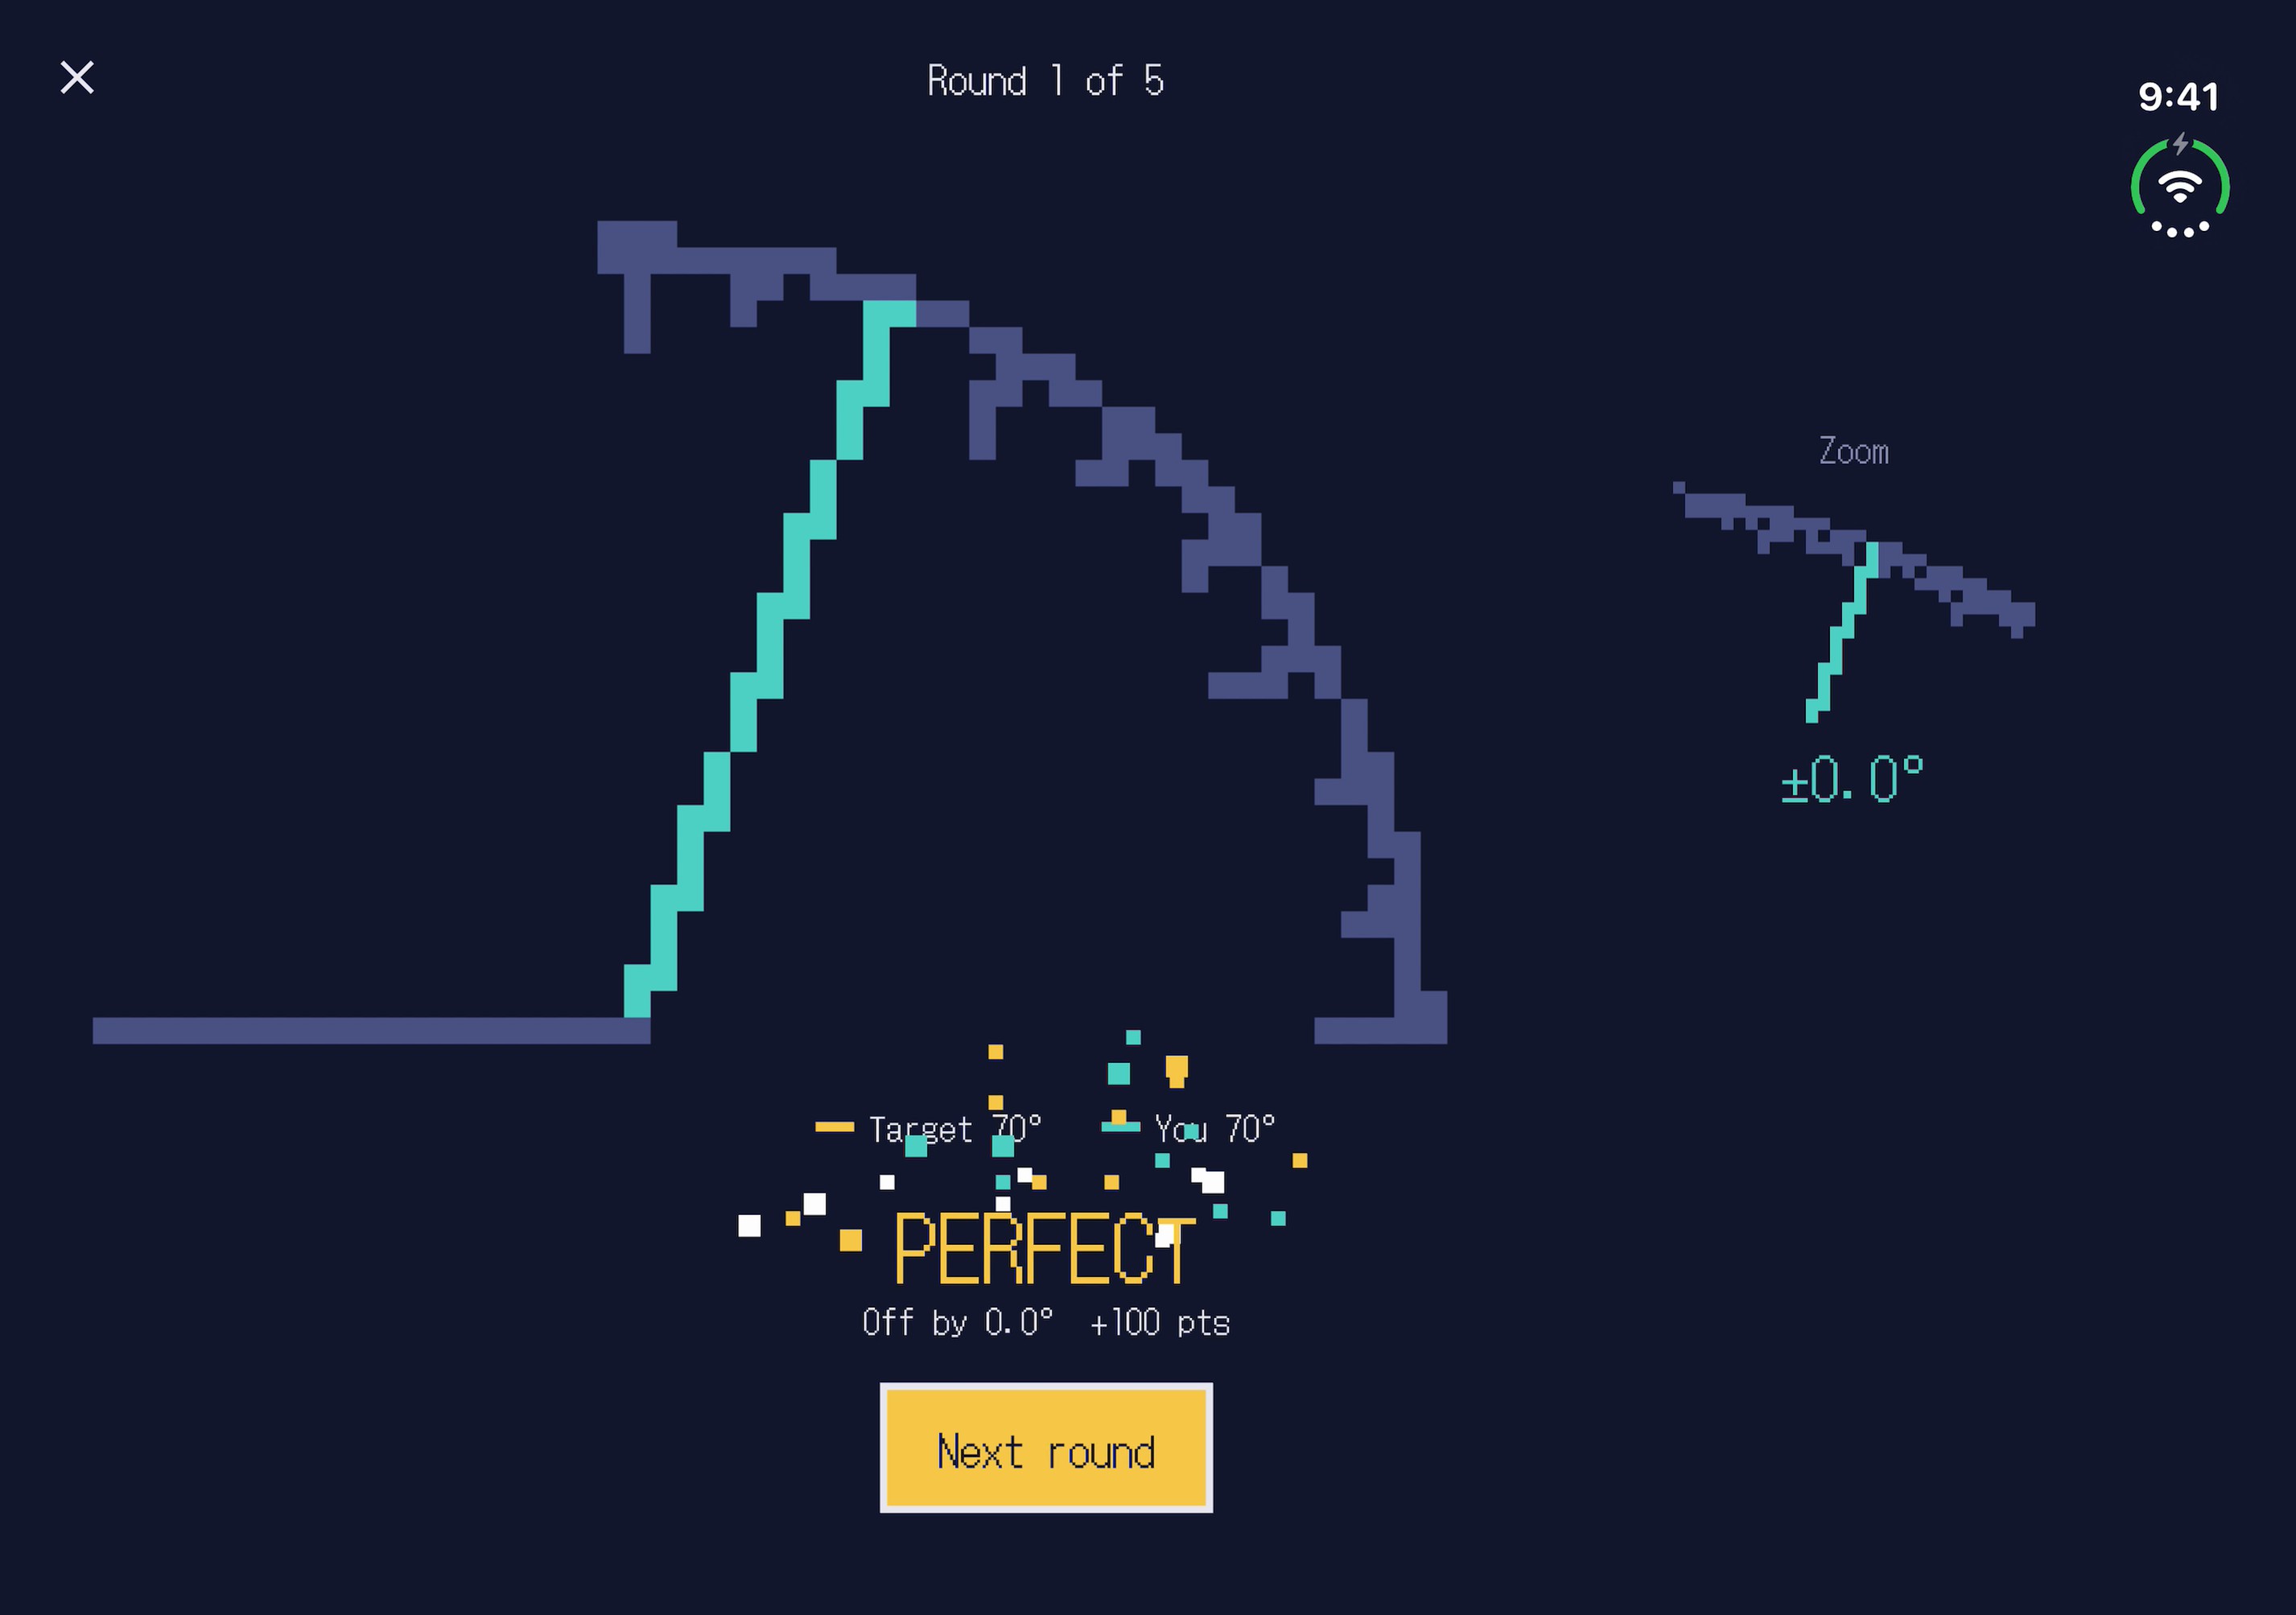 Round 1 of 5
9:41
Zoom
±0.0°
Target 70° You 70°
PERFECT
Off by 0.0° +100 pts
Next round